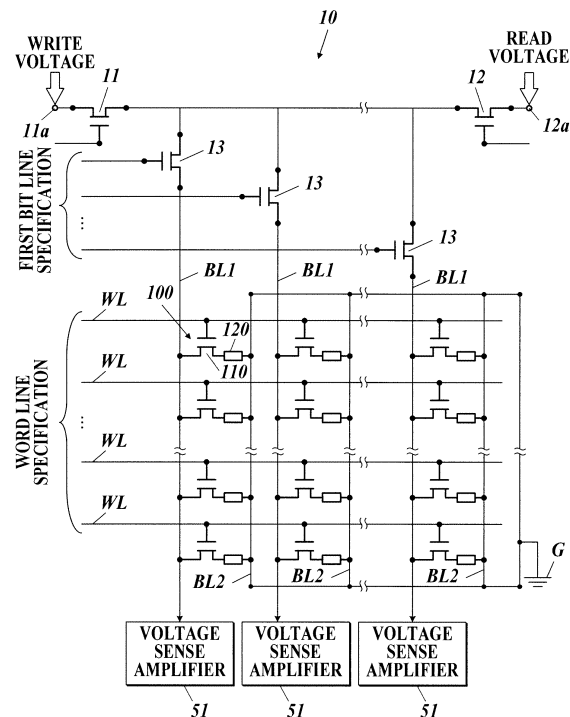 10
WRITE
VOLTAGE
11
12
READ
VOLTAGE
11a
12a
13
13
13
FIRST BIT LINE
SPECIFICATION
...
BL1
BL1
BL1
WL
100
120
110
WL
WORD LINE
SPECIFICATION
...
WL
WL
BL2
BL2
BL2
G
VOLTAGE
SENSE
AMPLIFIER
VOLTAGE
SENSE
AMPLIFIER
VOLTAGE
SENSE
AMPLIFIER
51
51
51